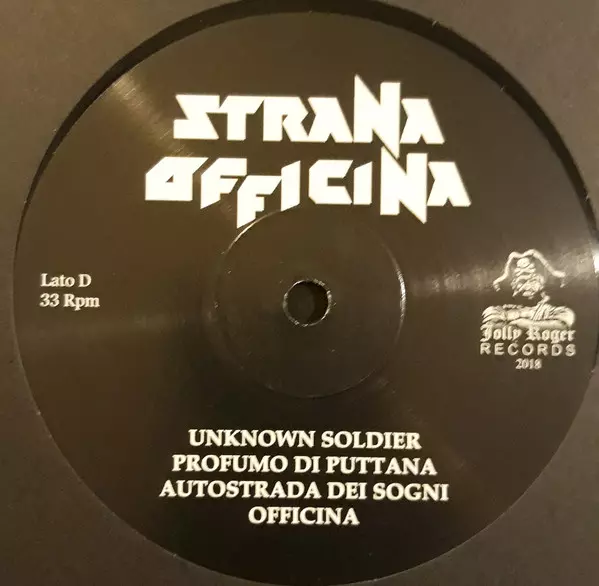 STRANA
OFFICINA
Lato D
33 Rpm
Jolly Roger
RECORDS
2018
UNKNOWN SOLDIER
PROFUMO DI PUTTANA
AUTOSTRADA DEI SOGNI
OFFICINA